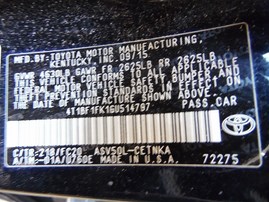 MFD. BY: TOYOTA MOTOR MANUFACTURING,
KENTUCKY, INC. 09/15
GVWR 4630LB GAWR FR 2625LB RR 2625LB
THIS VEHICLE CONFORMS TO ALL APPLICABLE
FEDERAL MOTOR VEHICLE SAFETY, BUMPER, AND
THEFT PREVENTION STANDARDS IN EFFECT ON
THE DATE OF MANUFACTURE SHOWN ABOVE.
4T1BF1FK1GU514797 PASS.CAR
TOYOTA
C/TR: 218/FC20 ASV50L-CETNKA
A/TM: -01A/U760E MADE IN U.S.A. 72275